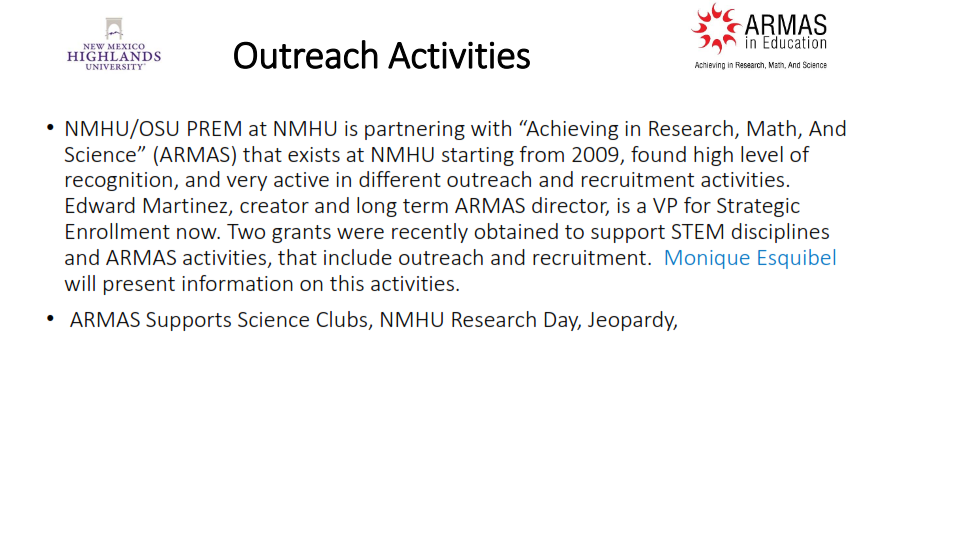 NEW MEXICO
HIGHLANDS
UNIVERSITY
Outreach Activities
ARMAS
in Education
Achieving in Research, Math, And Science
• NMHU/OSU PREM at NMHU is partnering with “Achieving in Research, Math, And
Science” (ARMAS) that exists at NMHU starting from 2009, found high level of
recognition, and very active in different outreach and recruitment activities.
Edward Martinez, creator and long term ARMAS director, is a VP for Strategic
Enrollment now. Two grants were recently obtained to support STEM disciplines
and ARMAS activities, that include outreach and recruitment. Monique Esquibel
will present information on this activities.
• ARMAS Supports Science Clubs, NMHU Research Day, Jeopardy,